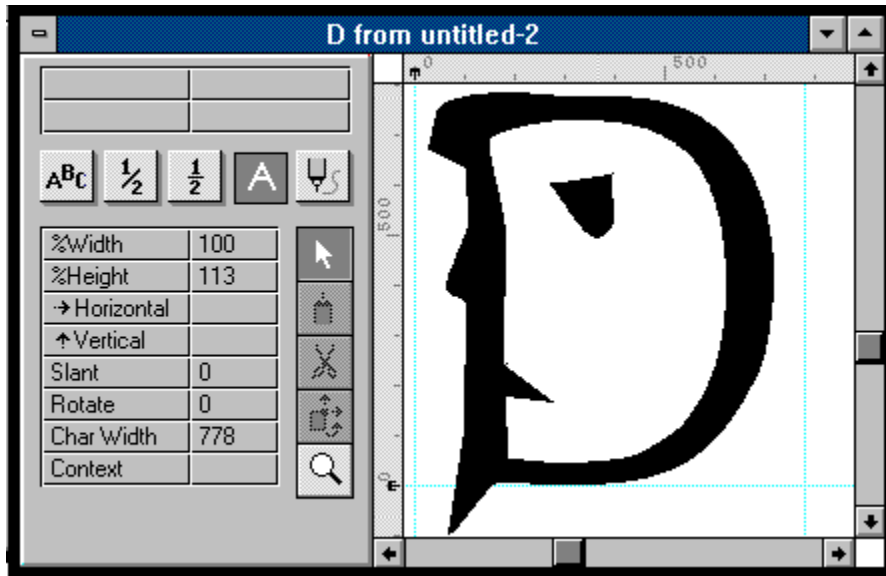 D from untitled-2
0 500
ABC 1/2 1/2 A S
500
%Width 100
%Height 113
→Horizontal
↑Vertical
Slant 0
Rotate 0
Char Width 778
Context
0
D